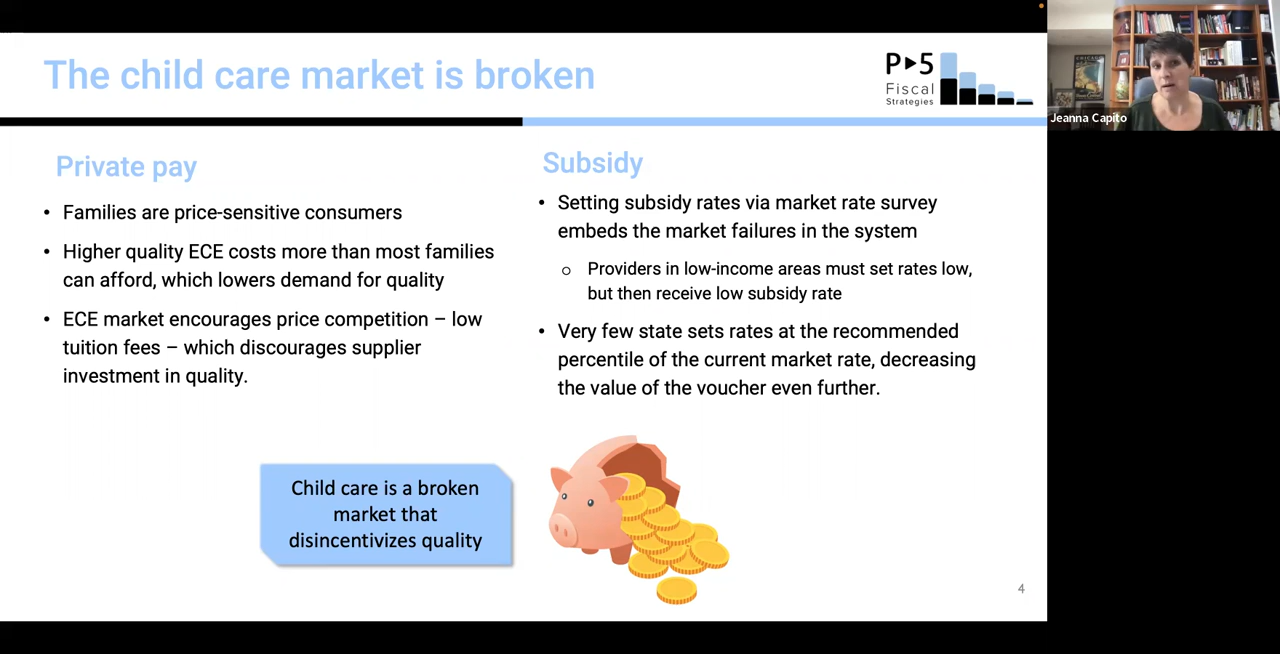 The child care market is broken
P▶5
Fiscal
Strategies
Jeanna Capito
Private pay
• Families are price-sensitive consumers
• Higher quality ECE costs more than most families
can afford, which lowers demand for quality
• ECE market encourages price competition – low
tuition fees – which discourages supplier
investment in quality.
Subsidy
• Setting subsidy rates via market rate survey
embeds the market failures in the system
o Providers in low-income areas must set rates low,
but then receive low subsidy rate
• Very few state sets rates at the recommended
percentile of the current market rate, decreasing
the value of the voucher even further.
Child care is a broken
market that
disincentivizes quality
4